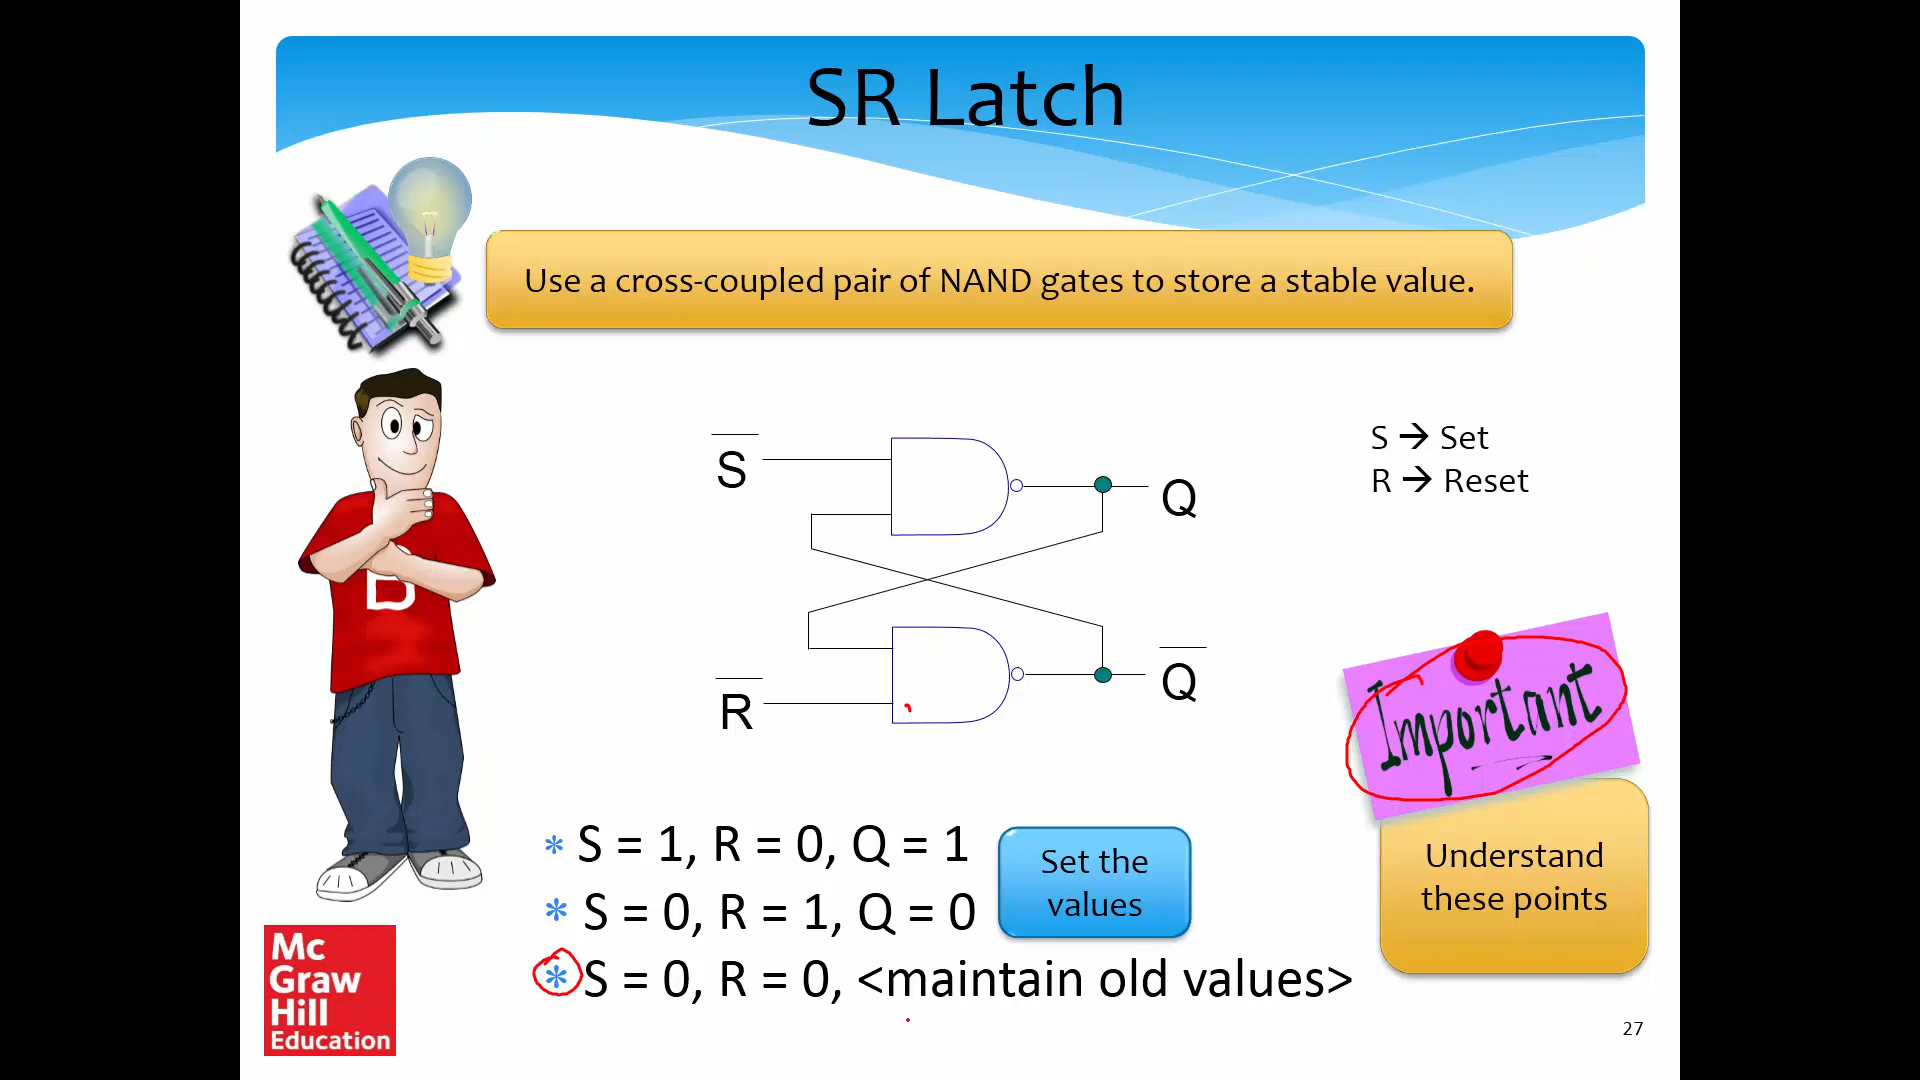 SR Latch
Use a cross-coupled pair of NAND gates to store a stable value.
S̅
Q
S → Set
R → Reset
B
R̅
Q̅
Important
Understand
these points
* S = 1, R = 0, Q = 1
* S = 0, R = 1, Q = 0
* S = 0, R = 0, <maintain old values>
Set the
values
Mc
Graw
Hill
Education
27